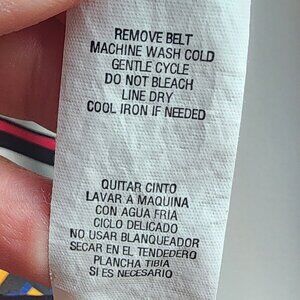 REMOVE BELT
MACHINE WASH COLD
GENTLE CYCLE
DO NOT BLEACH
LINE DRY
COOL IRON IF NEEDED
QUITAR CINTO
LAVAR A MAQUINA
CON AGUA FRIA
CICLO DELICADO
NO USAR BLANQUEADOR
SECAR EN EL TENDEDERO
PLANCHA TIBIA
SI ES NECESARIO